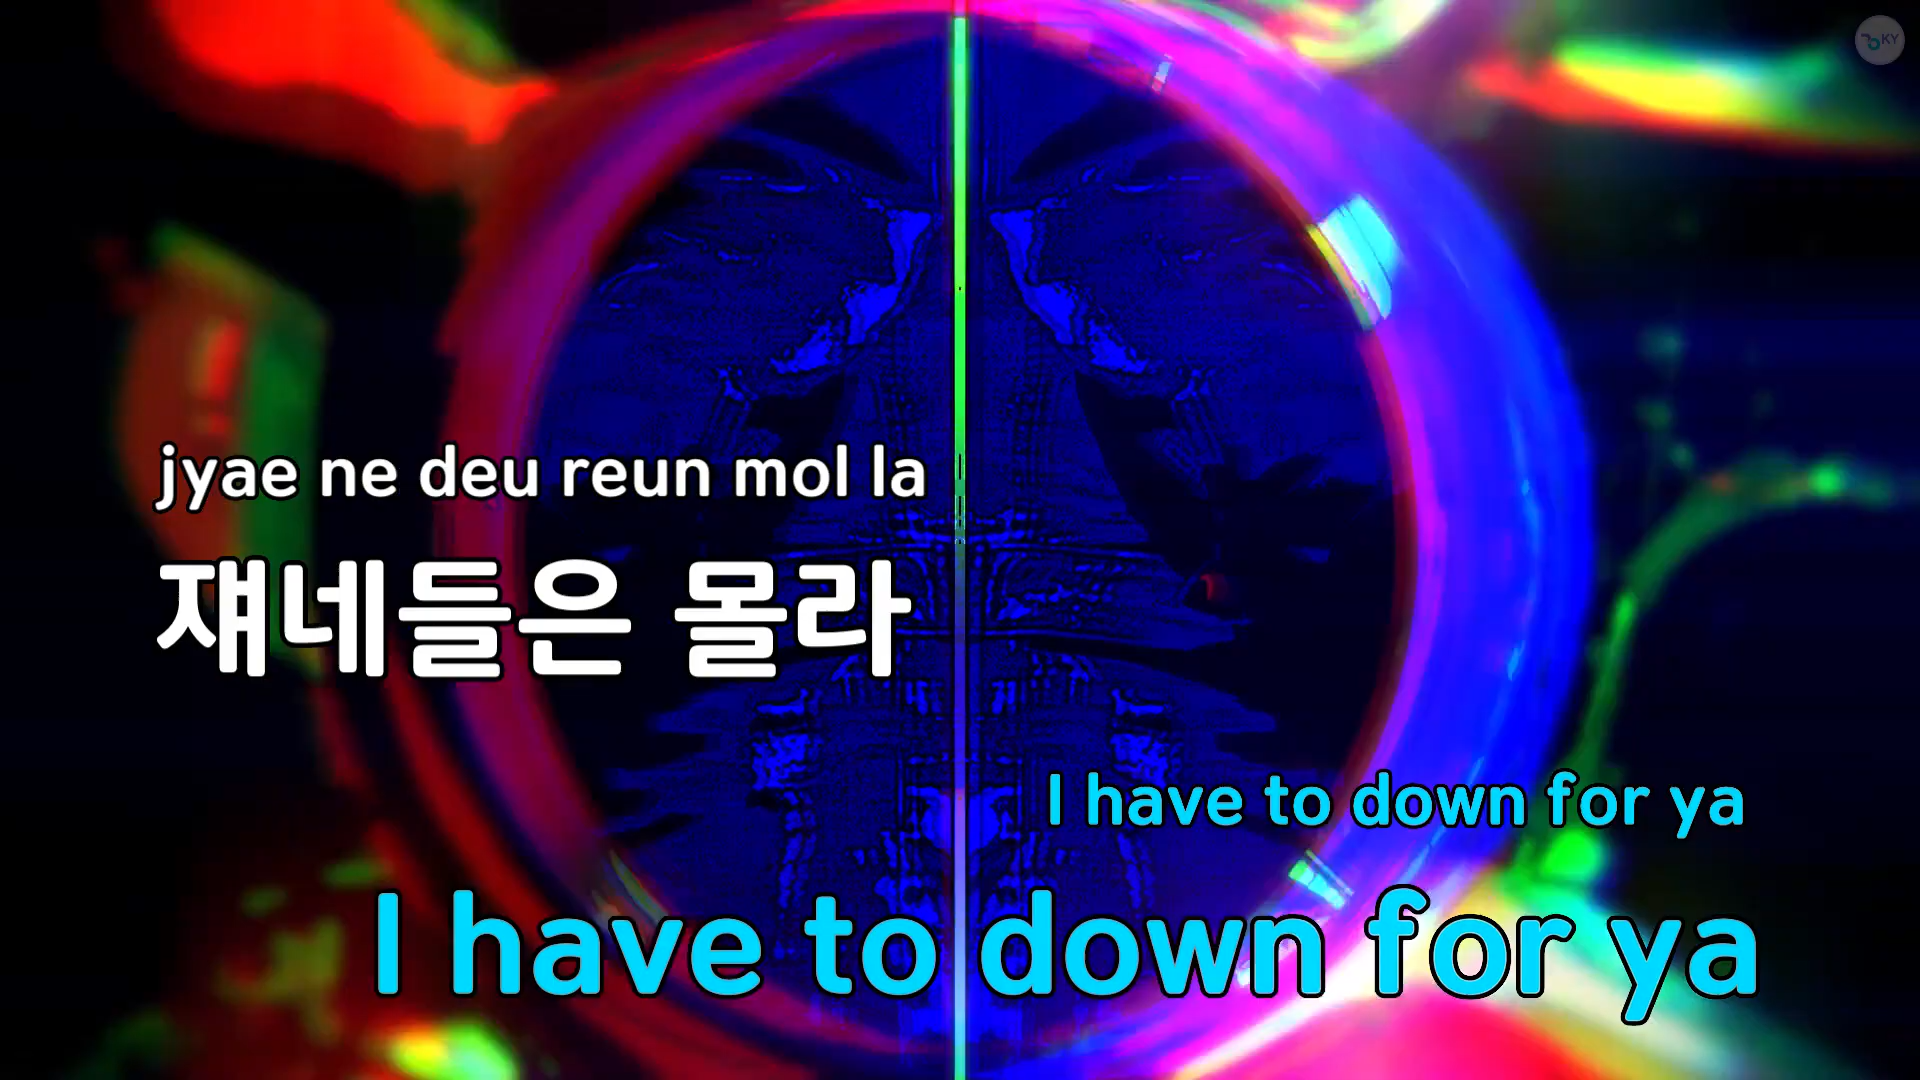 KY
jyae ne deu reun mol la
쟤네들은 몰라
I have to down for ya
I have to down for ya